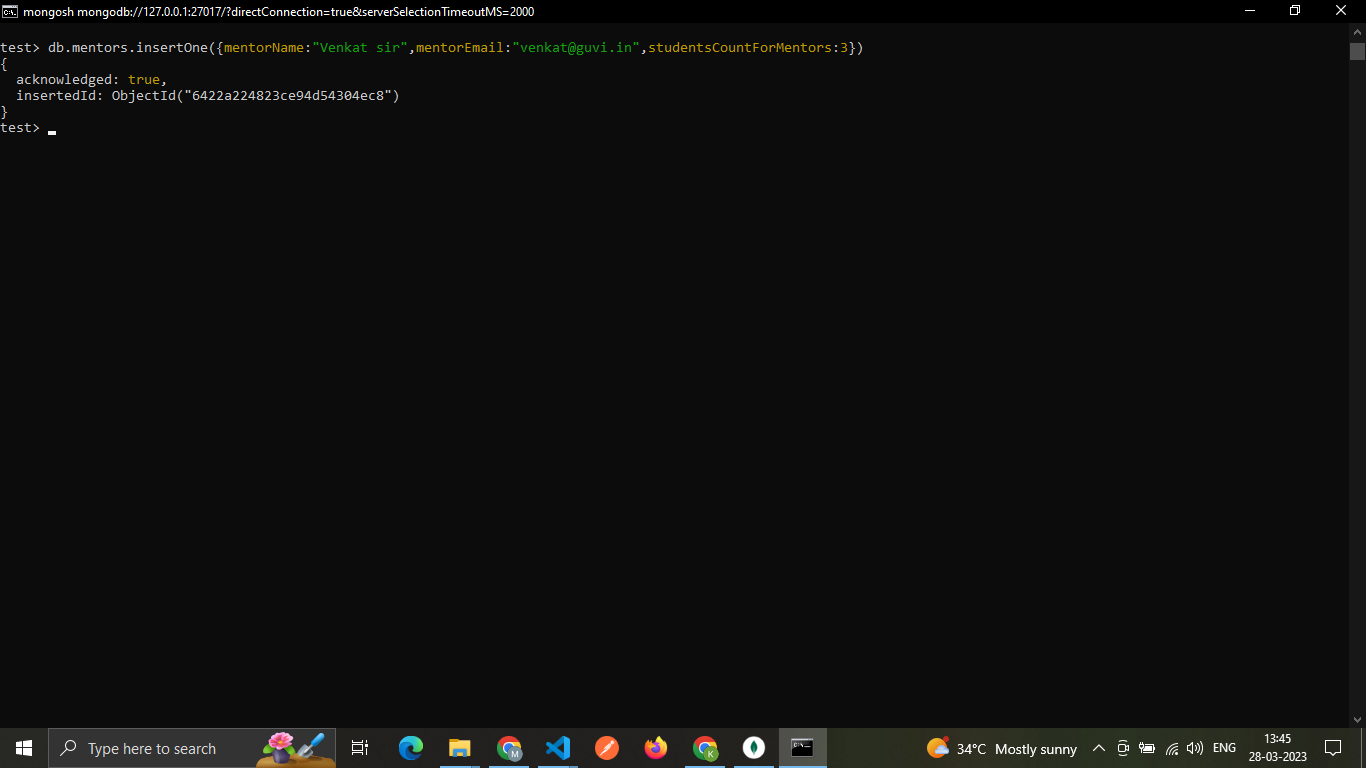 mongosh mongodb://127.0.0.1:27017/?directConnection=true&serverSelectionTimeoutMS=2000
test> db.mentors.insertOne({mentorName:"Venkat sir",mentorEmail:"venkat@guvi.in",studentsCountForMentors:3})
{
  acknowledged: true,
  insertedId: ObjectId("6422a224823ce94d54304ec8")
}
test>
Type here to search
M
K
34°C Mostly sunny
ENG
13:45
28-03-2023